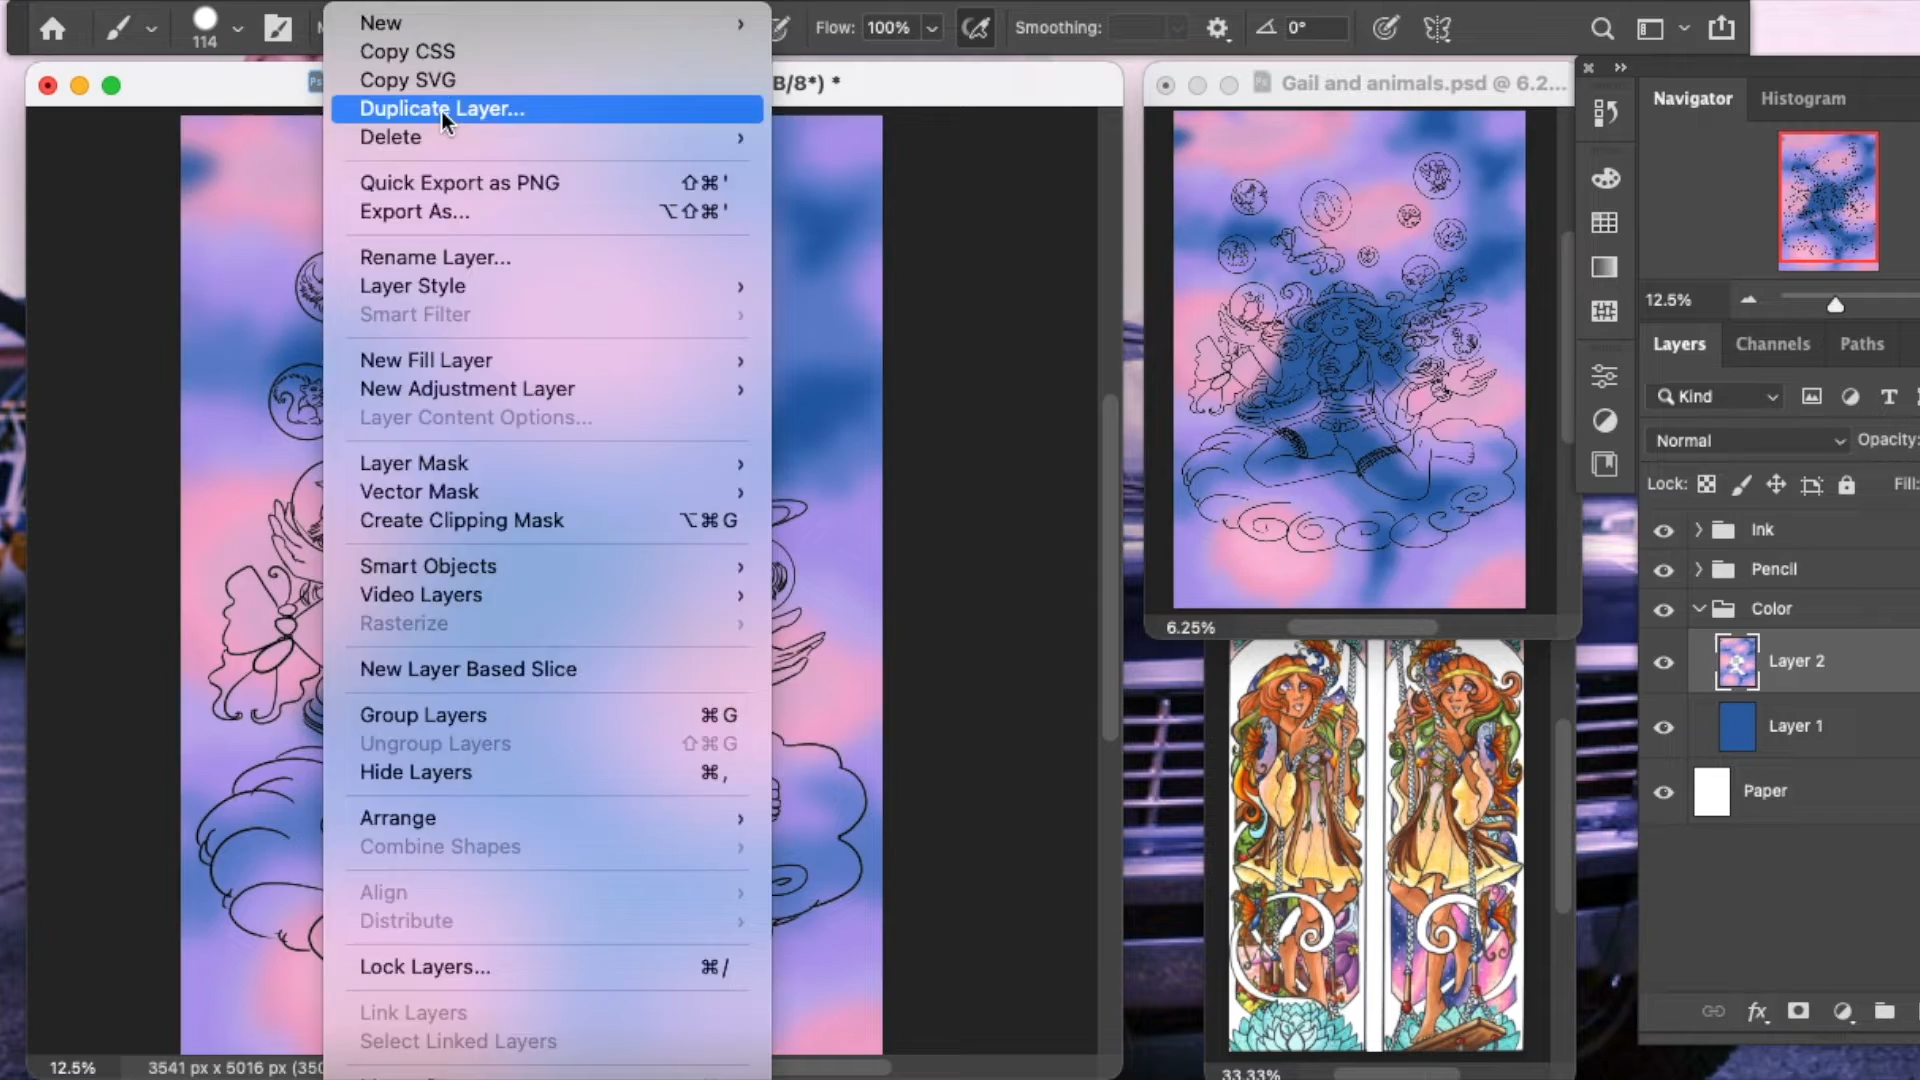 114
Flow: 100%
Smoothing:
0°
New
Copy CSS
Copy SVG
Duplicate Layer...
Delete
Quick Export as PNG ⇧⌘'
Export As... ⌥⇧⌘'
Rename Layer...
Layer Style
Smart Filter
New Fill Layer
New Adjustment Layer
Layer Content Options...
Layer Mask
Vector Mask
Create Clipping Mask ⌥⌘G
Smart Objects
Video Layers
Rasterize
New Layer Based Slice
Group Layers ⌘G
Ungroup Layers ⇧⌘G
Hide Layers ⌘,
Arrange
Combine Shapes
Align
Distribute
Lock Layers... ⌘/
Link Layers
Select Linked Layers
B/8*) *
12.5% 3541 px x 5016 px (350
Ps Gail and animals.psd @ 6.2...
6.25%
33.33%
Navigator Histogram
12.5%
Layers Channels Paths
Kind
Normal Opacity:
Lock: Fill:
Ink
Pencil
Color
Layer 2
Layer 1
Paper
fx